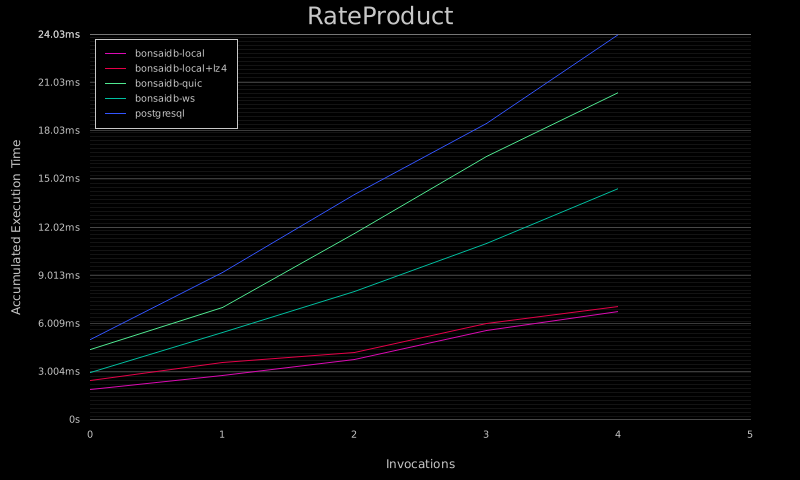 RateProduct
24.03ms
21.03ms
18.03ms
15.02ms
12.02ms
9.013ms
6.009ms
3.004ms
0s
bonsaidb-local
bonsaidb-local+lz4
bonsaidb-quic
bonsaidb-ws
postgresql
Accumulated Execution Time
0 1 2 3 4 5
Invocations